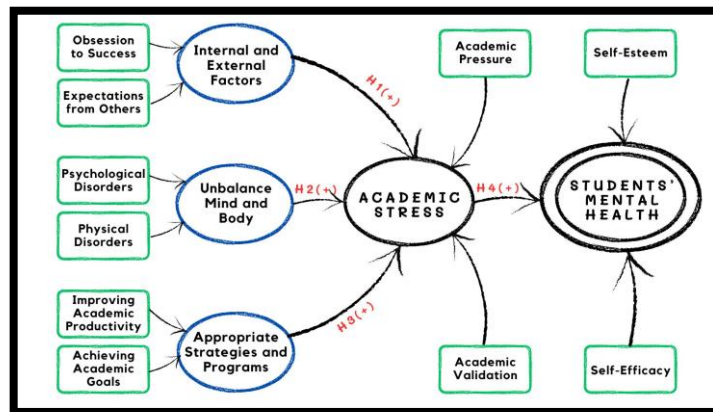 Obsession
to Success
Expectations
from Others
Internal and
External
Factors
H1(+)
Academic
Pressure
Self-Esteem
Psychological
Disorders
Physical
Disorders
Unbalance
Mind and
Body
H2(+)
ACADEMIC
STRESS
H4(+)
STUDENTS'
MENTAL
HEALTH
Improving
Academic
Productivity
Achieving
Academic
Goals
Appropriate
Strategies and
Programs
H3(+)
Academic
Validation
Self-Efficacy